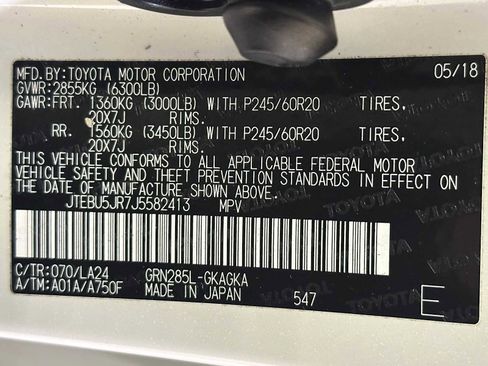 MFD.BY:TOYOTA MOTOR CORPORATION 05/18
GVWR:2855KG (6300LB)
GAWR:FRT. 1360KG (3000LB) WITH P245/60R20 TIRES,
20X7J RIMS.
RR. 1560KG (3450LB) WITH P245/60R20 TIRES,
20X7J RIMS.
THIS VEHICLE CONFORMS TO ALL APPLICABLE FEDERAL MOTOR
VEHICLE SAFETY AND THEFT PREVENTION STANDARDS IN EFFECT ON
THE DATE OF MANUFACTURE SHOWN ABOVE.
JTEBU5JR7J5582413 MPV
C/TR:070/LA24 GRN285L-GKAGKA
A/TM:A01A/A750F MADE IN JAPAN 547 E